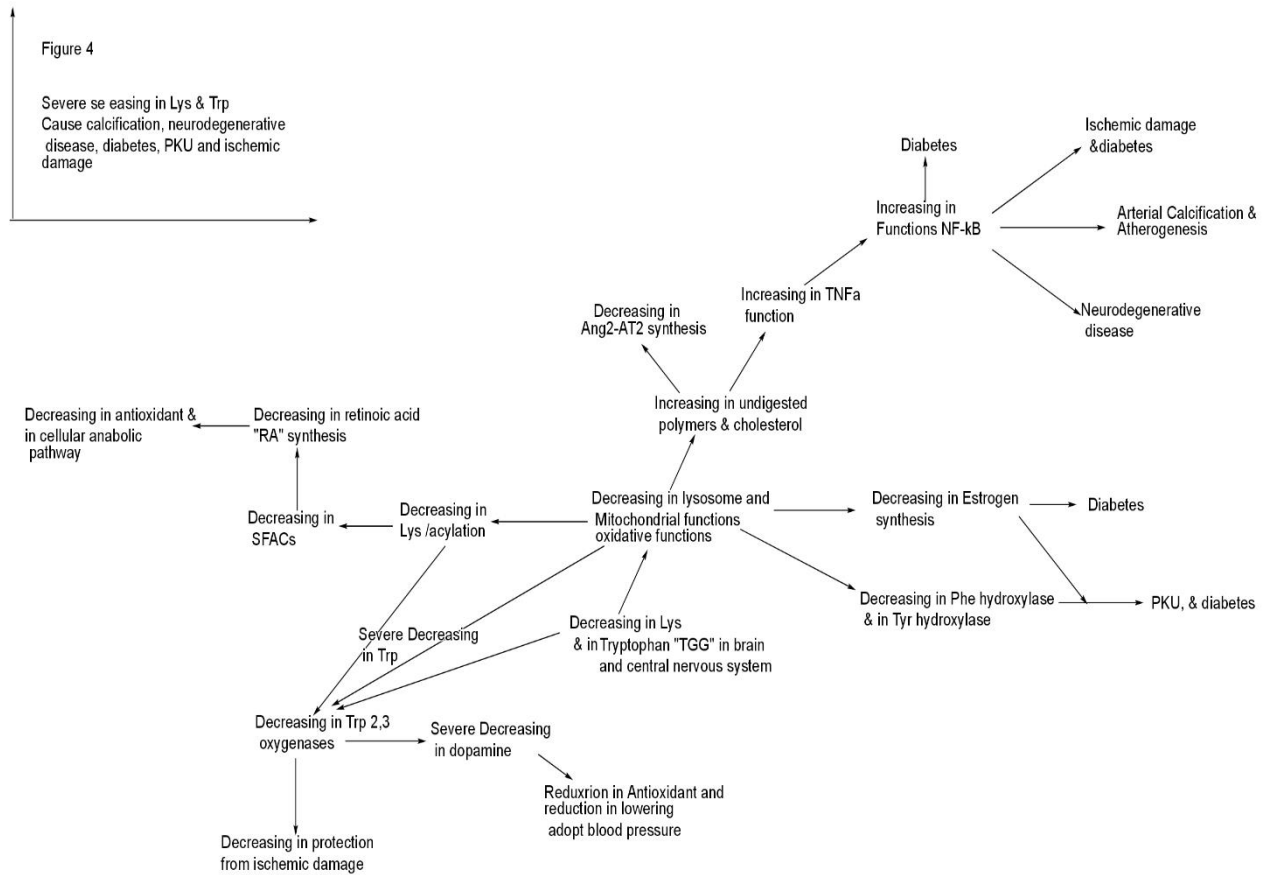 Figure 4
Severe se easing in Lys & Trp
Cause calcification, neurodegenerative
disease, diabetes, PKU and ischemic
damage
Diabetes
Ischemic damage
&diabetes
Increasing in
Functions NF-kB
Arterial Calcification &
Atherogenesis
Neurodegenerative
disease
Increasing in TNFa
function
Decreasing in
Ang2-AT2 synthesis
Increasing in undigested
polymers & cholesterol
Decreasing in antioxidant &
in cellular anabolic
pathway
Decreasing in retinoic acid
"RA" synthesis
Decreasing in
SFACs
Decreasing in
Lys /acylation
Decreasing in lysosome and
Mitochondrial functions
oxidative functions
Decreasing in Estrogen
synthesis
Diabetes
Decreasing in Phe hydroxylase
& in Tyr hydroxylase
PKU, & diabetes
Severe Decreasing
in Trp
Decreasing in Lys
& in Tryptophan "TGG" in brain
and central nervous system
Decreasing in Trp 2,3
oxygenases
Severe Decreasing
in dopamine
Reduxrion in Antioxidant and
reduction in lowering
adopt blood pressure
Decreasing in protection
from ischemic damage